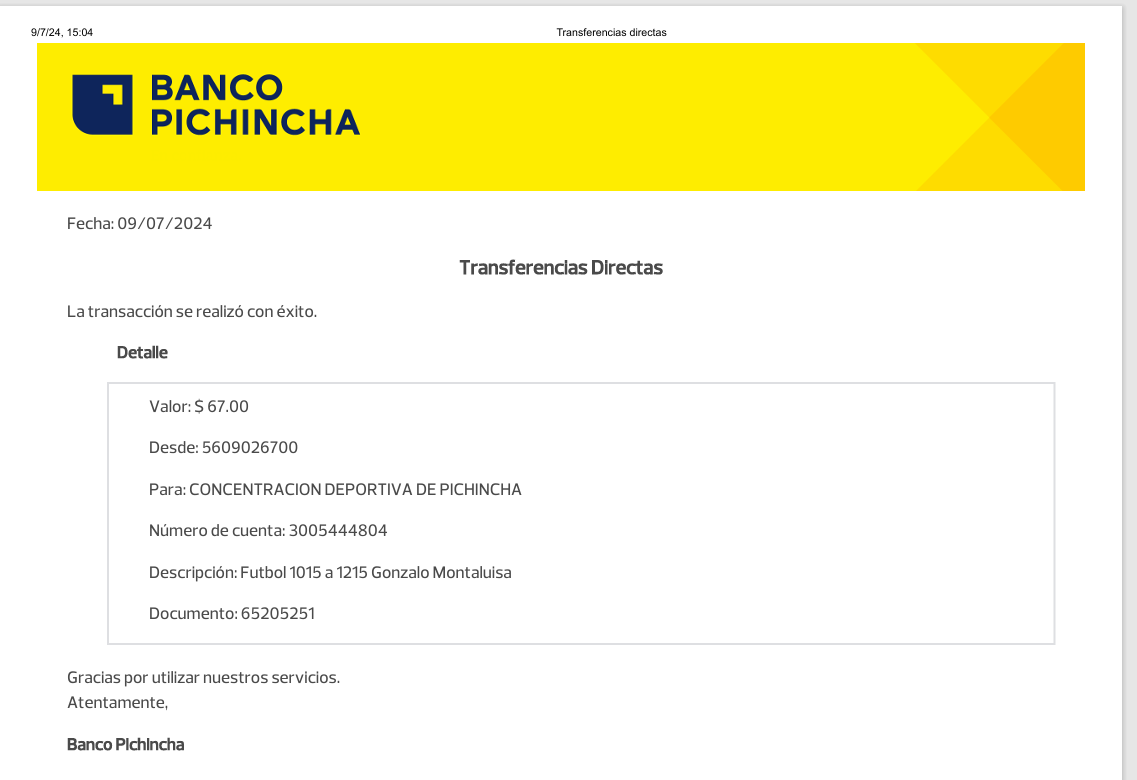 9/7/24, 15:04
Transferencias directas
BANCO
PICHINCHA
Fecha: 09/07/2024
Transferencias Directas
La transacción se realizó con éxito.
Detalle
Valor: $ 67.00
Desde: 5609026700
Para: CONCENTRACION DEPORTIVA DE PICHINCHA
Número de cuenta: 3005444804
Descripción: Futbol 1015 a 1215 Gonzalo Montaluisa
Documento: 65205251
Gracias por utilizar nuestros servicios.
Atentamente,
Banco Pichincha